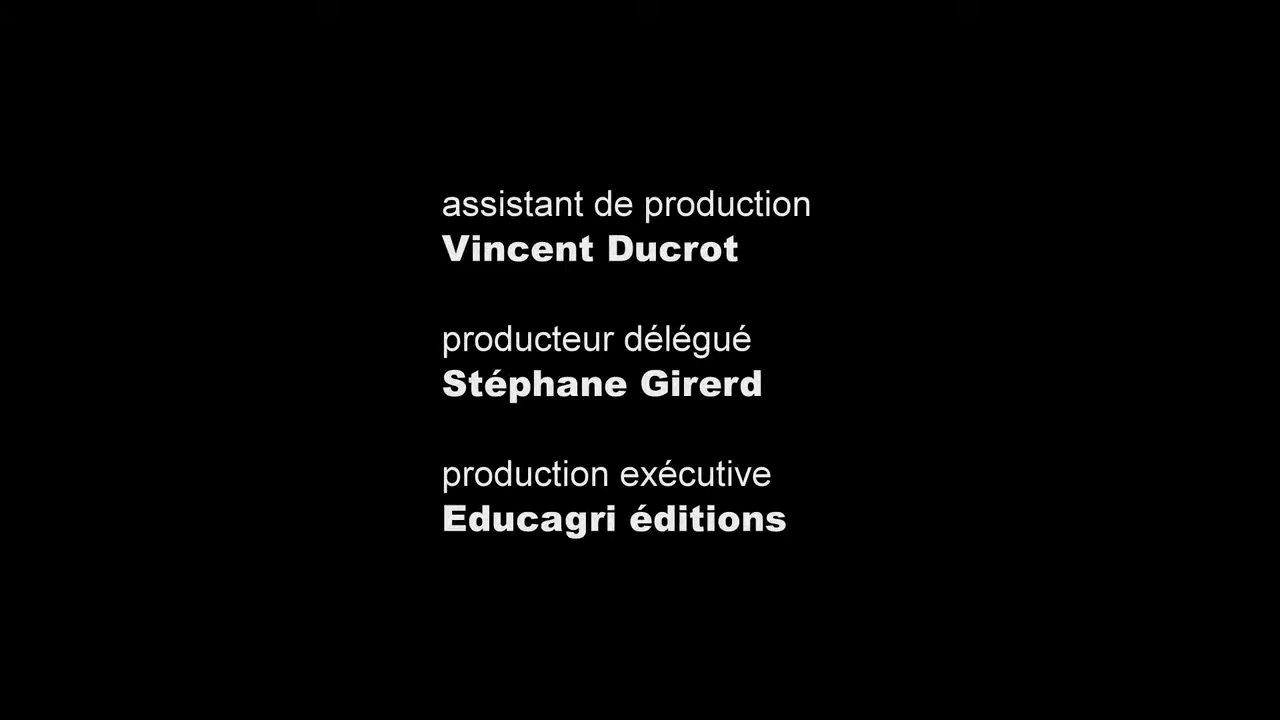 assistant de production
Vincent Ducrot
producteur délégué
Stéphane Girerd
production exécutive
Educagri éditions